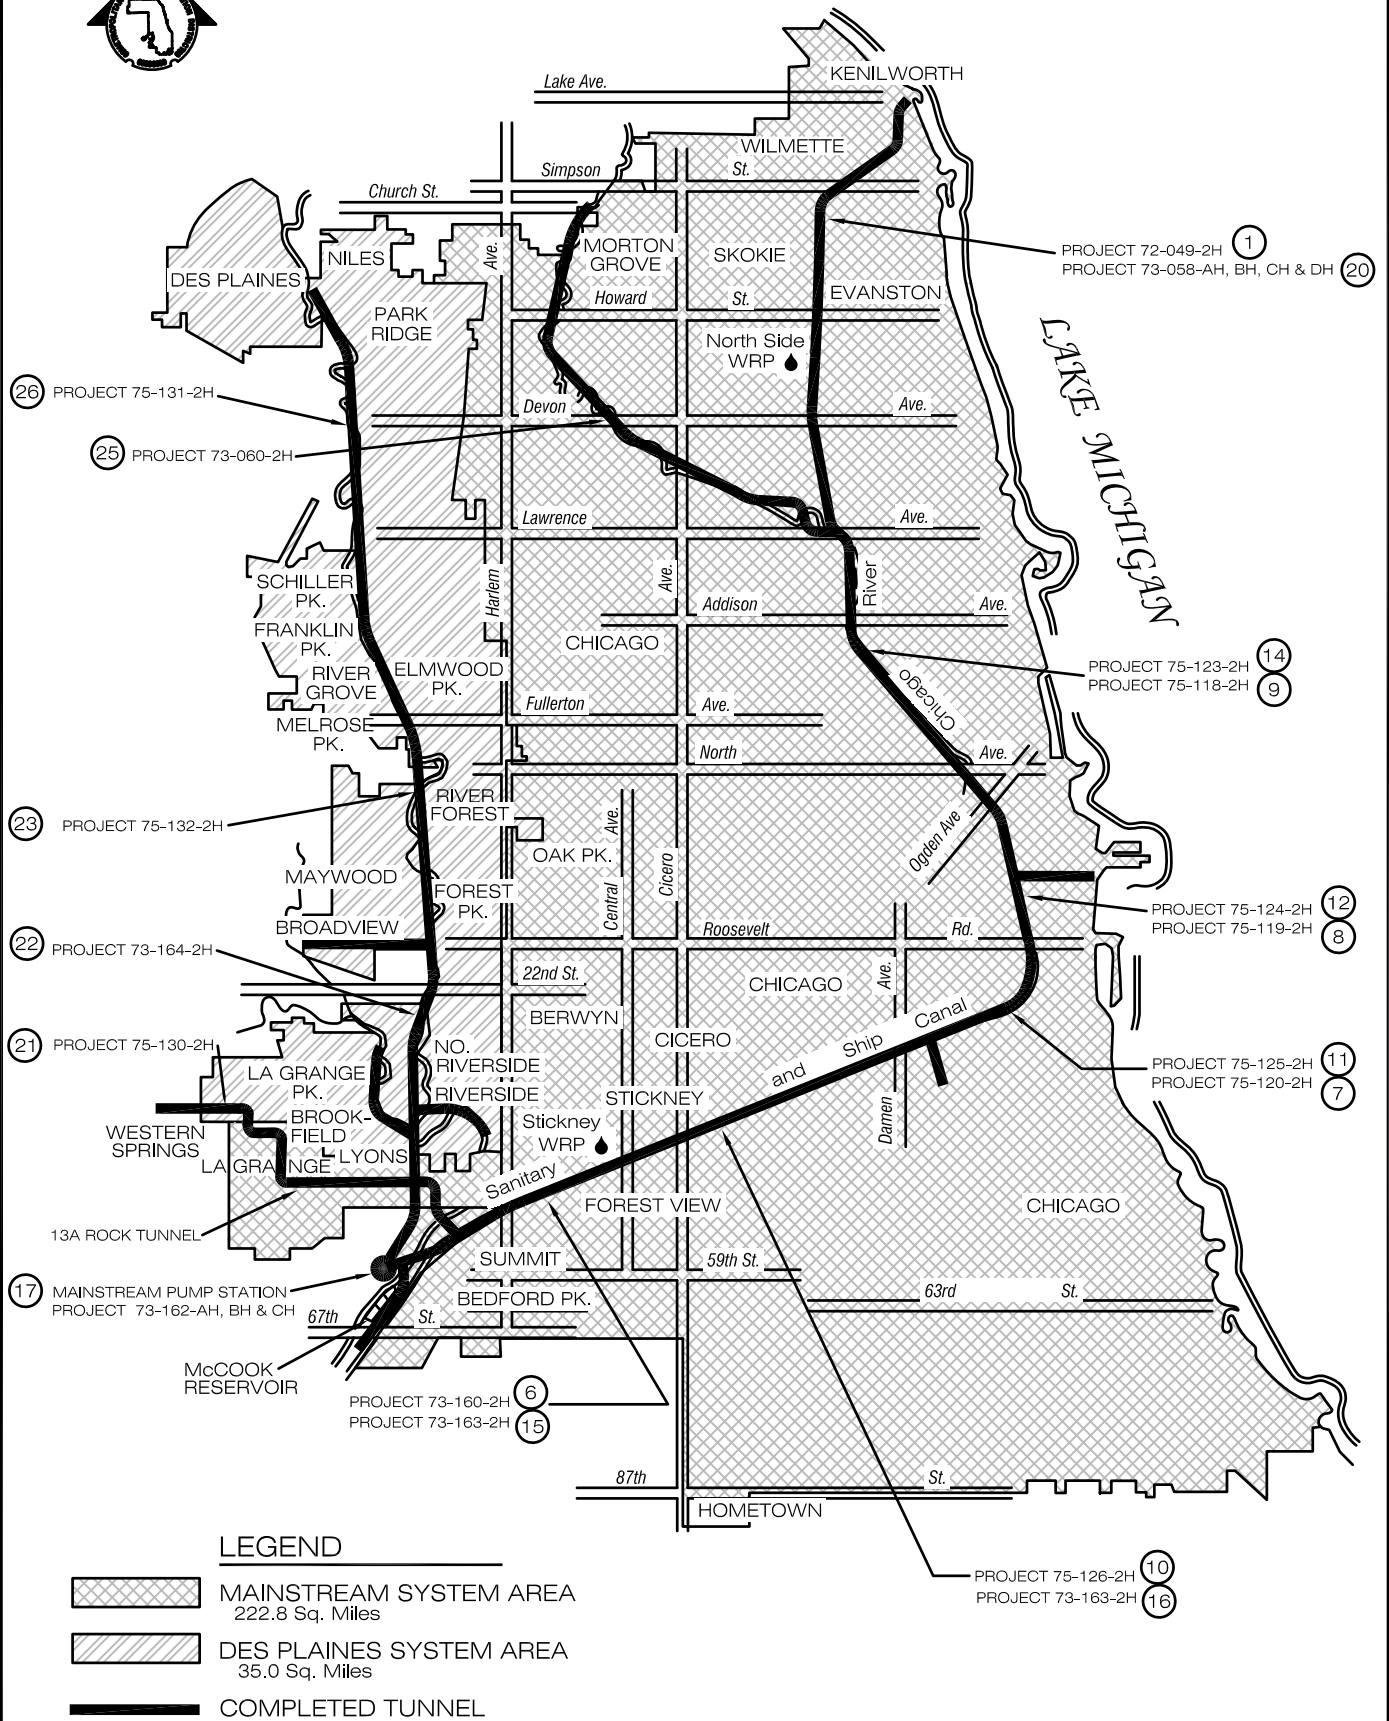 KENILWORTH
Lake Ave.
WILMETTE
Simpson St.
Church St.
MORTON
GROVE
SKOKIE
Ave.
NILES
DES PLAINES
PROJECT 72-049-2H 1
PROJECT 73-058-AH, BH, CH & DH 20
EVANSTON
Howard St.
PARK
RIDGE
North Side
WRP
LAKE MICHIGAN
26 PROJECT 75-131-2H
Devon Ave.
25 PROJECT 73-060-2H
Lawrence Ave.
Harlem
Ave.
River
SCHILLER
PK.
Addison Ave.
FRANKLIN
PK.
CHICAGO
RIVER
GROVE
ELMWOOD
PK.
PROJECT 75-123-2H 14
PROJECT 75-118-2H 9
Chicago
Fullerton Ave.
MELROSE
PK.
North Ave.
RIVER
FOREST
23 PROJECT 75-132-2H
Ave.
Ogden Ave
OAK PK.
Central
Cicero
MAYWOOD
FOREST
PK.
BROADVIEW
PROJECT 75-124-2H 12
PROJECT 75-119-2H 8
Roosevelt Rd.
22 PROJECT 73-164-2H
22nd St.
CHICAGO
Ave.
BERWYN
CICERO
and Ship Canal
21 PROJECT 75-130-2H
NO.
RIVERSIDE
LA GRANGE
PK.
RIVERSIDE
STICKNEY
PROJECT 75-125-2H 11
PROJECT 75-120-2H 7
BROOK-
FIELD
Stickney
WRP
Damen
WESTERN
SPRINGS
LYONS
LA GRANGE
Sanitary
FOREST VIEW
CHICAGO
13A ROCK TUNNEL
SUMMIT
59th St.
17 MAINSTREAM PUMP STATION
PROJECT 73-162-AH, BH & CH
BEDFORD PK.
63rd St.
67th St.
McCOOK
RESERVOIR
PROJECT 73-160-2H 6
PROJECT 73-163-2H 15
87th St.
HOMETOWN
PROJECT 75-126-2H 10
PROJECT 73-163-2H 16
LEGEND
MAINSTREAM SYSTEM AREA
222.8 Sq. Miles
DES PLAINES SYSTEM AREA
35.0 Sq. Miles
COMPLETED TUNNEL